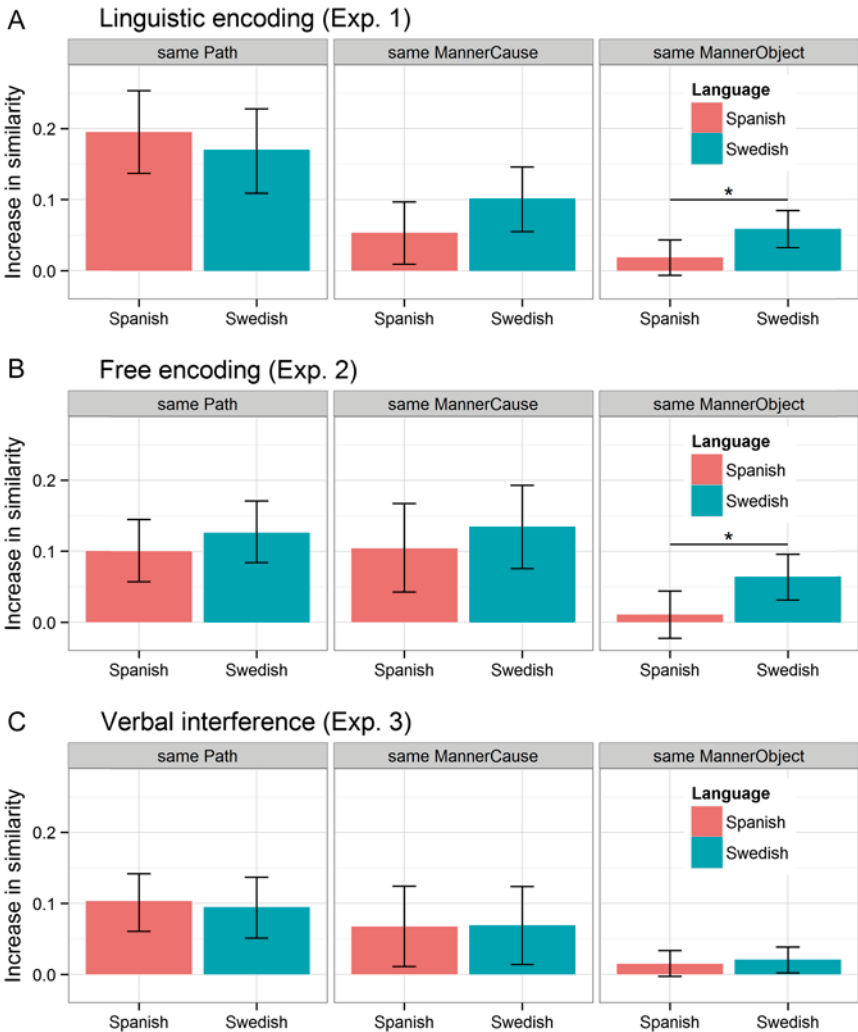 A Linguistic encoding (Exp. 1)
same Path same MannerCause same MannerObject
Increase in similarity
0.2
0.1
0.0
Language
Spanish
Swedish
*
Spanish Swedish Spanish Swedish Spanish Swedish
B Free encoding (Exp. 2)
same Path same MannerCause same MannerObject
Increase in similarity
0.2
0.1
0.0
Language
Spanish
Swedish
*
Spanish Swedish Spanish Swedish Spanish Swedish
C Verbal interference (Exp. 3)
same Path same MannerCause same MannerObject
Increase in similarity
0.2
0.1
0.0
Language
Spanish
Swedish
Spanish Swedish Spanish Swedish Spanish Swedish